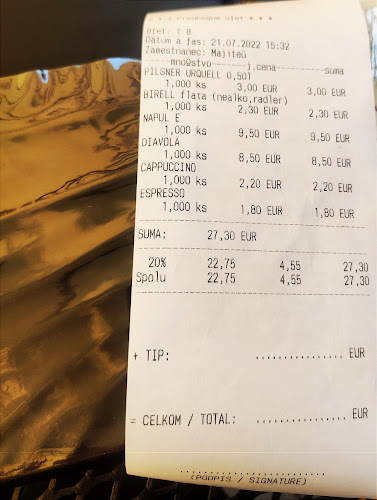 * * * Predbežný účet * * *
Účet: 1 8
Dátum a čas: 21.07.2022 15:32
Zamestnanec: Majiteľ
------mno9stvo-------j.cena--------suma
PILSNER URQUELL 0,50l
1,000 ks 3,00 EUR 3,00 EUR
BIRELL fľata (nealko,radler)
1,000 ks 2,30 EUR 2,30 EUR
NAPUL E
1,000 ks 9,50 EUR 9,50 EUR
DIAVOLA
1,000 ks 8,50 EUR 8,50 EUR
CAPPUCCINO
1,000 ks 2,20 EUR 2,20 EUR
ESPRESSO
1,000 ks 1,80 EUR 1,80 EUR
SUMA: 27,30 EUR
20% 22,75 4,55 27,30
Spolu 22,75 4,55 27,30
+ TIP: ............... EUR
= CELKOM / TOTAL: ............... EUR
(PODPIS / SIGNATURE)